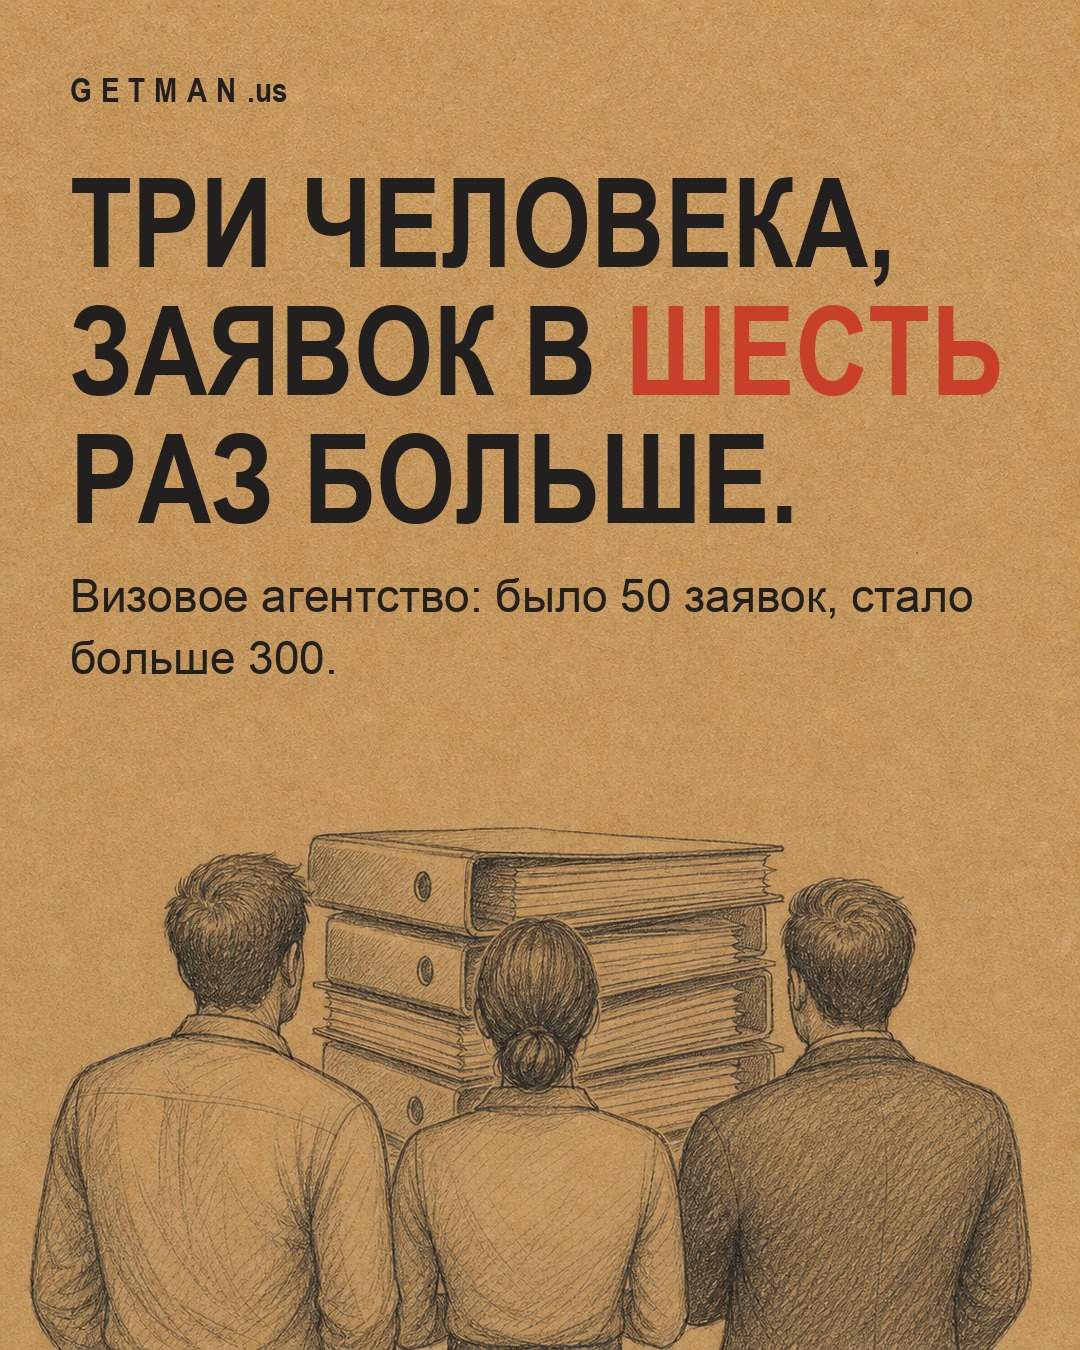 GETMAN.us
ТРИ ЧЕЛОВЕКА,
ЗАЯВОК В ШЕСТЬ
РАЗ БОЛЬШЕ.
Визовое агентство: было 50 заявок, стало
больше 300.